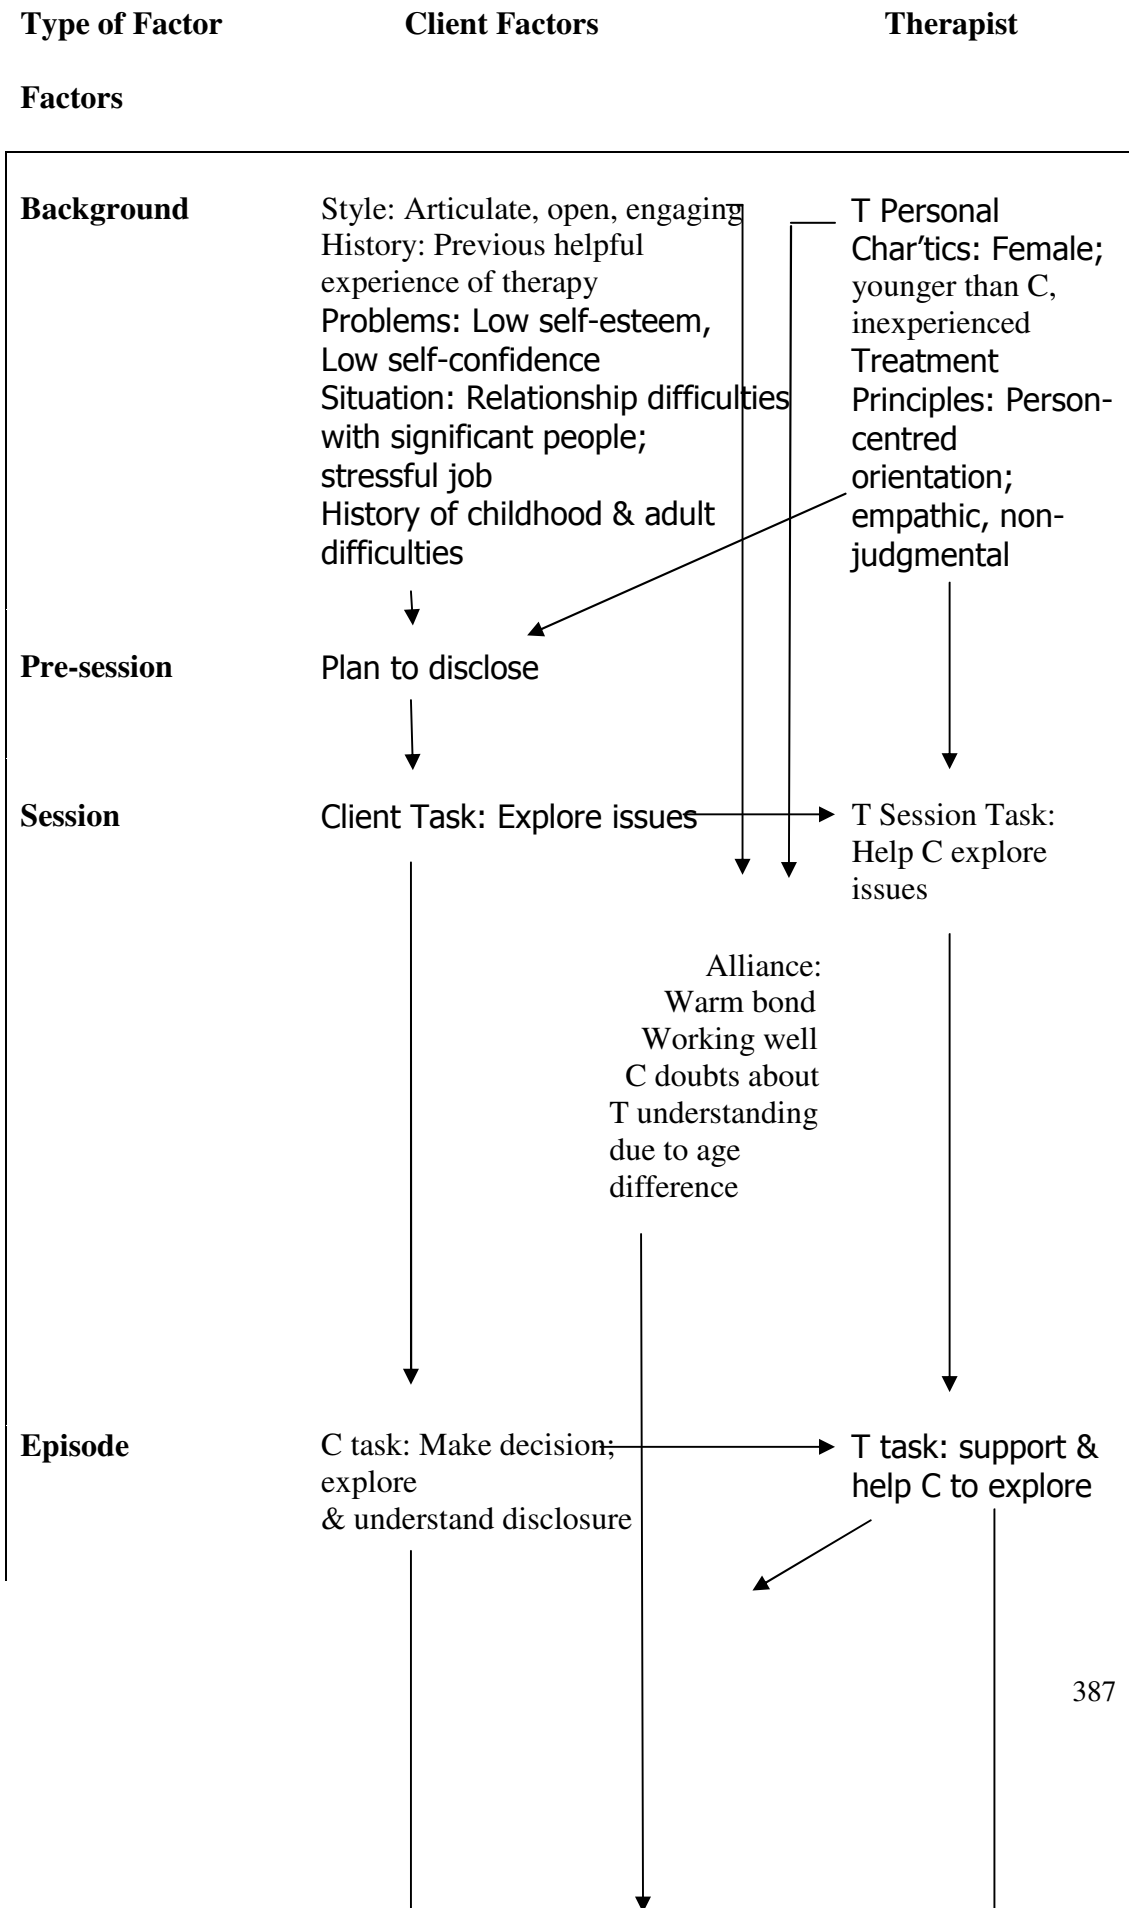 Type of Factor Client Factors Therapist
Factors
Background
Style: Articulate, open, engaging
History: Previous helpful
experience of therapy
Problems: Low self-esteem,
Low self-confidence
Situation: Relationship difficulties
with significant people;
stressful job
History of childhood & adult
difficulties
T Personal
Char’tics: Female;
younger than C,
inexperienced
Treatment
Principles: Person-
centred
orientation;
empathic, non-
judgmental
Pre-session
Plan to disclose
Session
Client Task: Explore issues
T Session Task:
Help C explore
issues
Alliance:
Warm bond
Working well
C doubts about
T understanding
due to age
difference
Episode
C task: Make decision;
explore
& understand disclosure
T task: support &
help C to explore
387